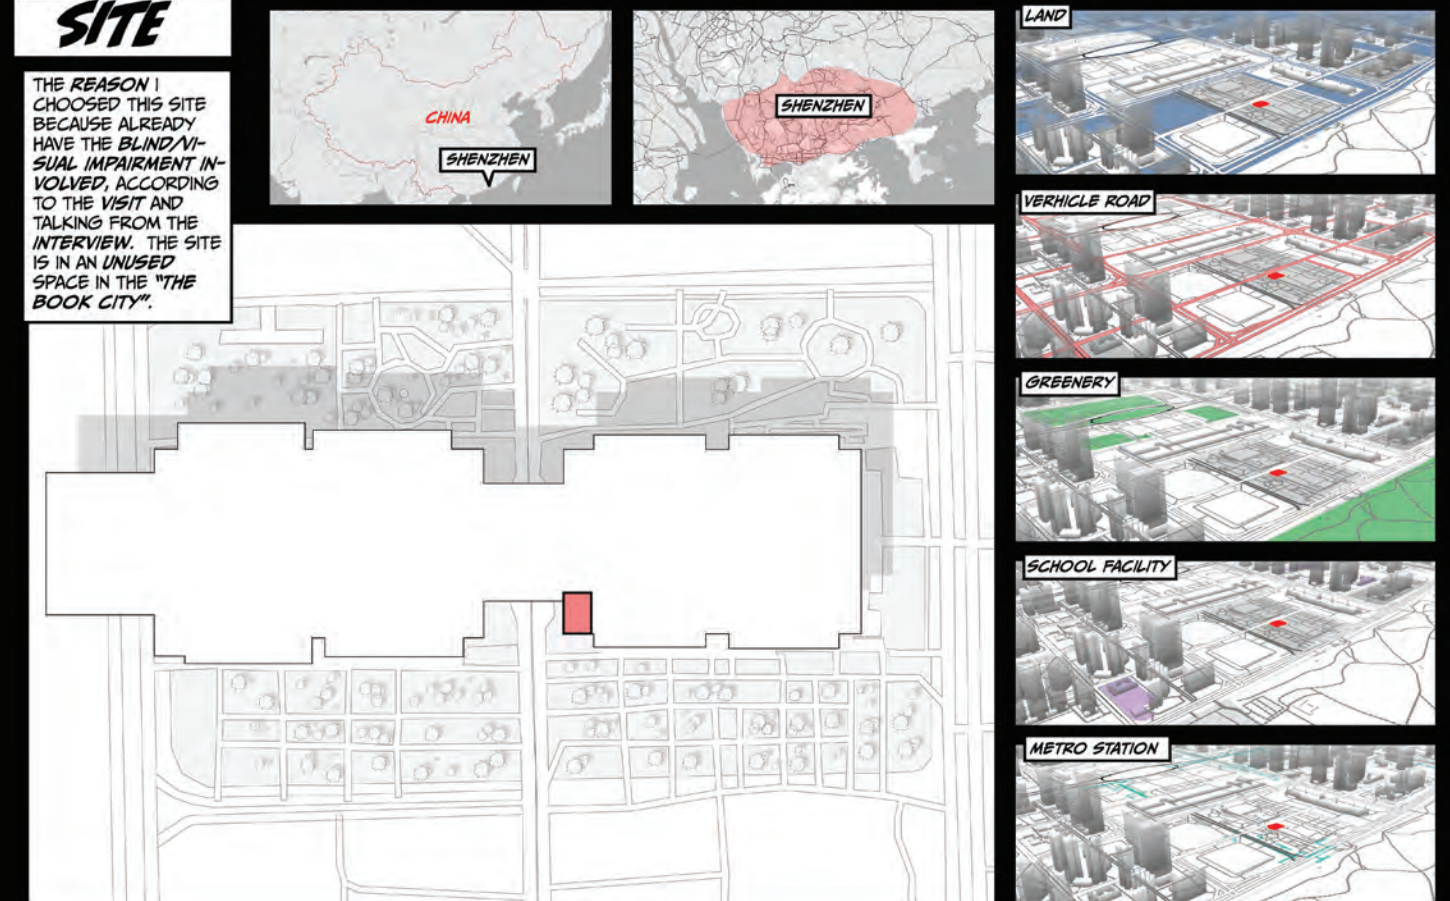 SITE
THE REASON I
CHOOSED THIS SITE
BECAUSE ALREADY
HAVE THE BLIND/VI-
SUAL IMPAIRMENT IN-
VOLVED, ACCORDING
TO THE VISIT AND
TALKING FROM THE
INTERVIEW. THE SITE
IS IN AN UNUSED
SPACE IN THE "THE
BOOK CITY".
CHINA
SHENZHEN
SHENZHEN
LAND
VERHICLE ROAD
GREENERY
SCHOOL FACILITY
METRO STATION